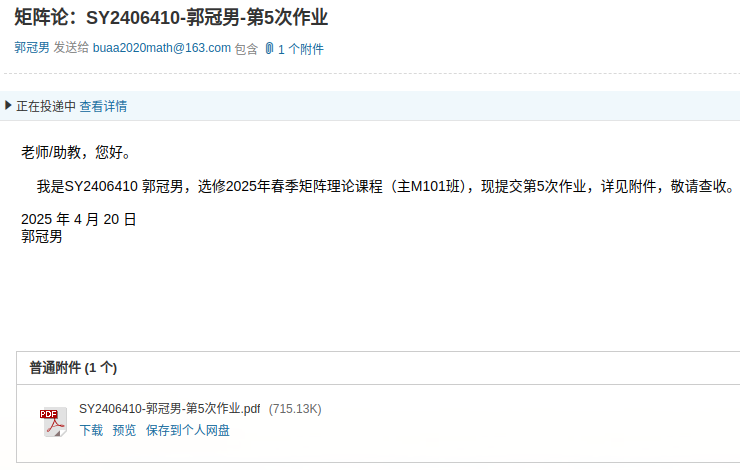 矩阵论：SY2406410-郭冠男-第5次作业
郭冠男 发送给 buaa2020math@163.com 包含 1 个附件
正在投递中 查看详情
老师/助教，您好。
我是SY2406410 郭冠男，选修2025年春季矩阵理论课程（主M101班），现提交第5次作业，详见附件，敬请查收。
2025 年 4 月 20 日
郭冠男
普通附件 (1 个)
PDF
SY2406410-郭冠男-第5次作业.pdf (715.13K)
下载 预览 保存到个人网盘